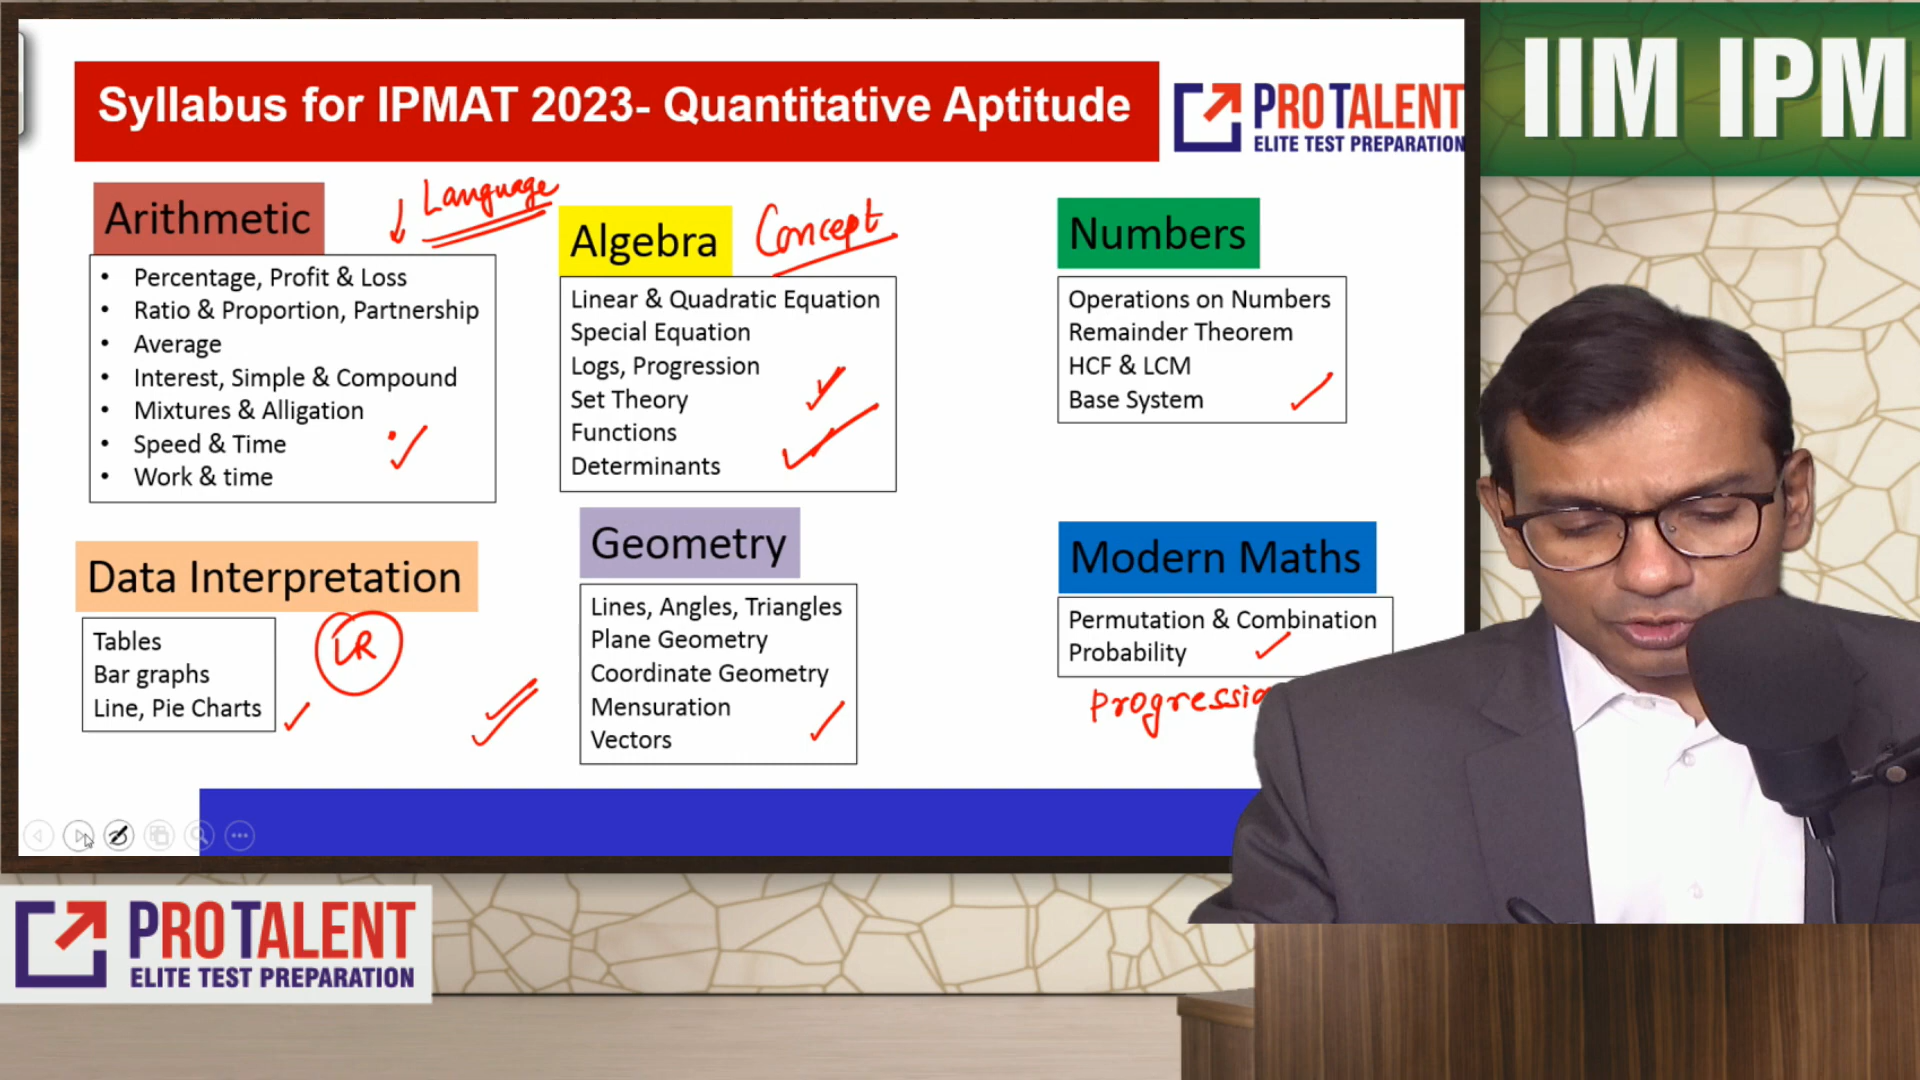 Syllabus for IPMAT 2023- Quantitative Aptitude
PROTALENT
ELITE TEST PREPARATION
IIM IPM
Arithmetic
Language
• Percentage, Profit & Loss
• Ratio & Proportion, Partnership
• Average
• Interest, Simple & Compound
• Mixtures & Alligation
• Speed & Time
• Work & time
Algebra
Concept
Linear & Quadratic Equation
Special Equation
Logs, Progression
Set Theory
Functions
Determinants
Numbers
Operations on Numbers
Remainder Theorem
HCF & LCM
Base System
Data Interpretation
Tables
Bar graphs
Line, Pie Charts
LR
Geometry
Lines, Angles, Triangles
Plane Geometry
Coordinate Geometry
Mensuration
Vectors
Modern Maths
Permutation & Combination
Probability
PROTALENT
ELITE TEST PREPARATION